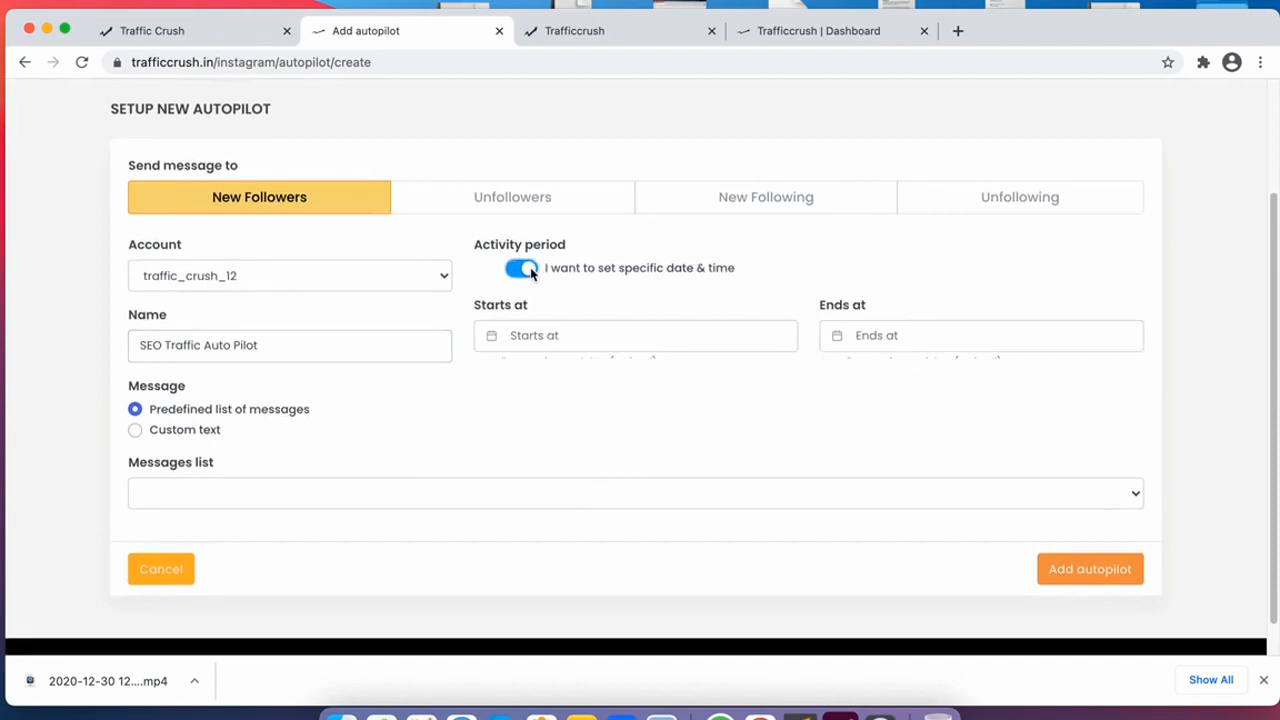 Traffic Crush
Add autopilot
Trafficcrush
Trafficcrush | Dashboard
trafficcrush.in/instagram/autopilot/create
SETUP NEW AUTOPILOT
Send message to
New Followers
Unfollowers
New Following
Unfollowing
Account
Activity period
traffic_crush_12
I want to set specific date & time
Name
Starts at
Ends at
SEO Traffic Auto Pilot
Starts at
Ends at
Message
Predefined list of messages
Custom text
Messages list
Cancel
Add autopilot
2020-12-30 12....mp4
Show All